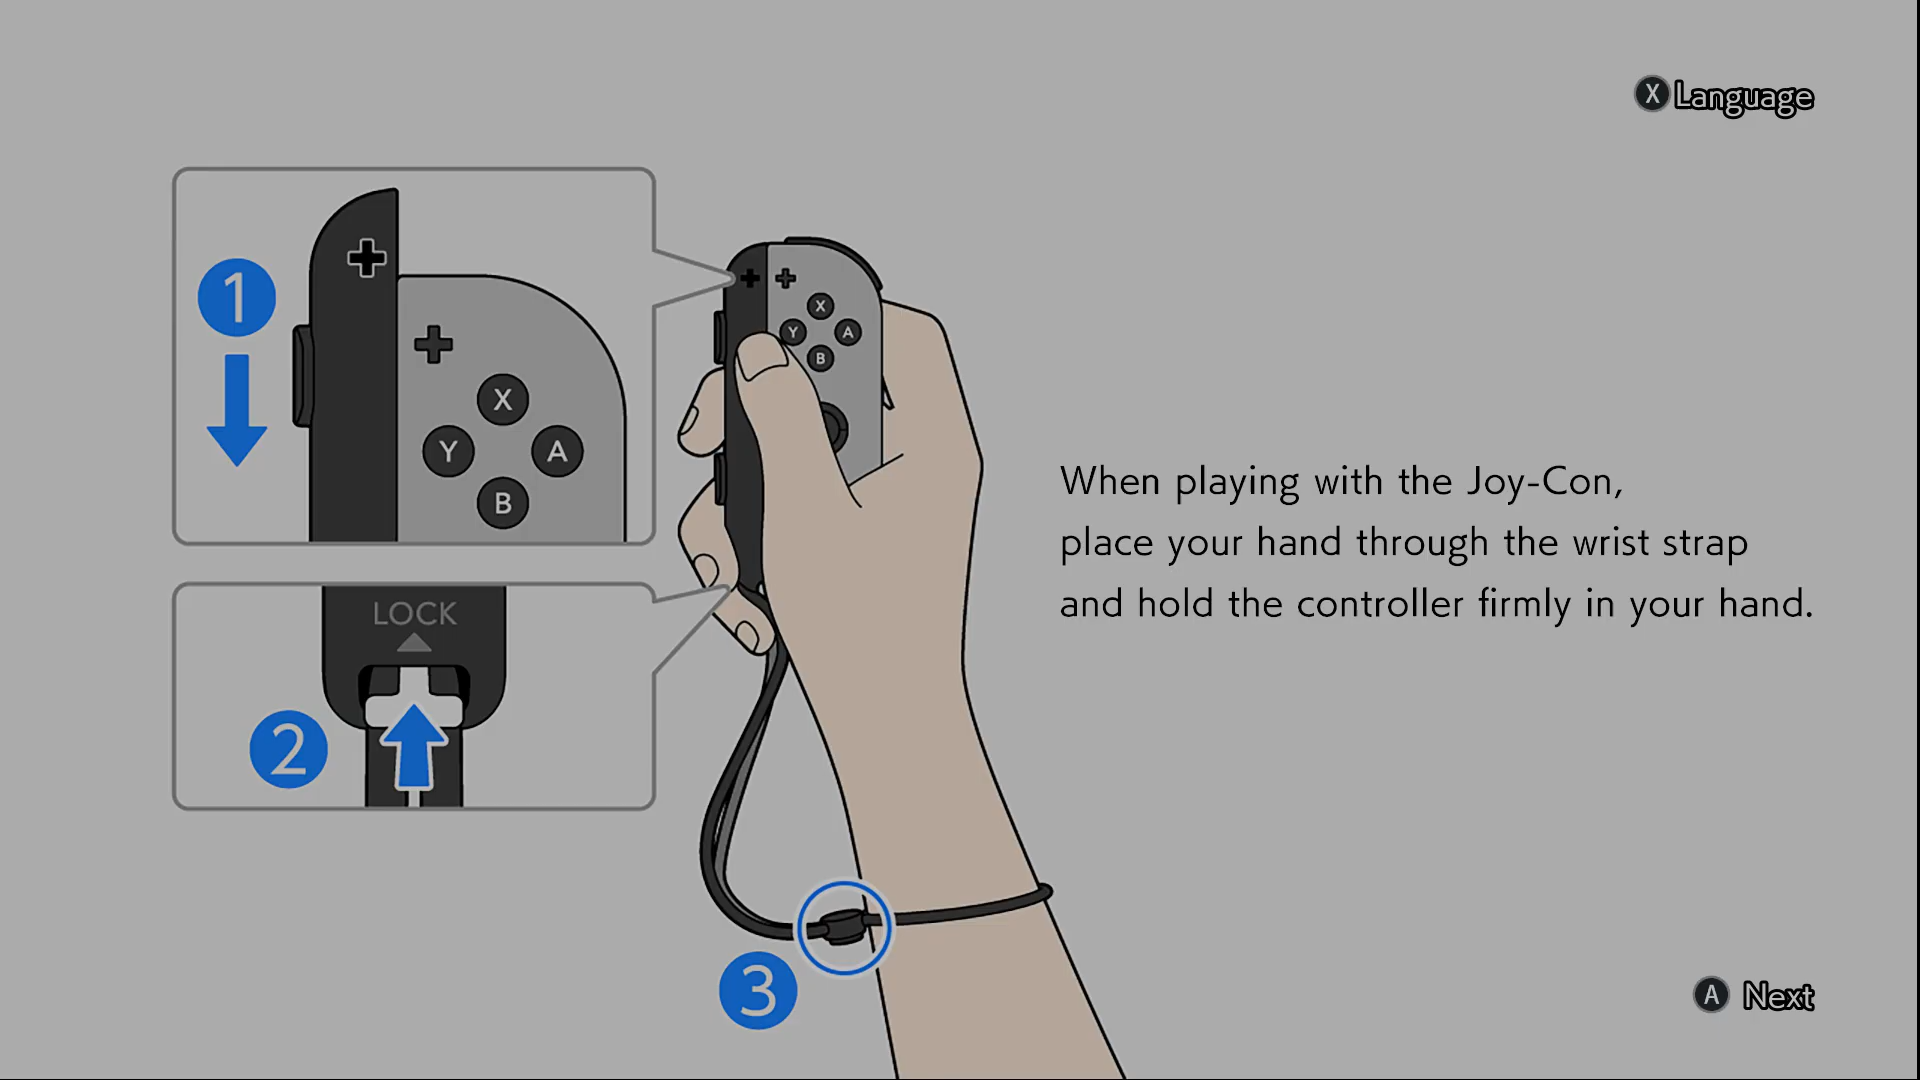 X Language
1
X
Y A
B
X
Y A
B
When playing with the Joy-Con,
place your hand through the wrist strap
and hold the controller firmly in your hand.
LOCK
2
3
A Next